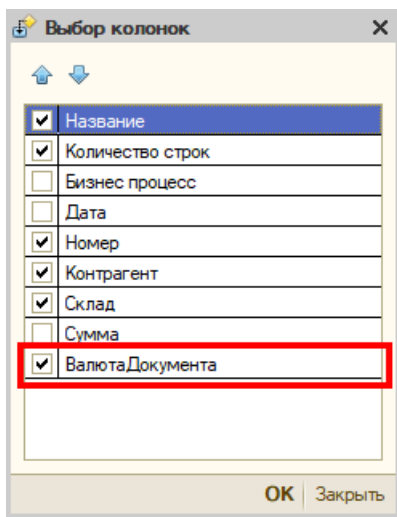 Выбор колонок
Название
Количество строк
Бизнес процесс
Дата
Номер
Контрагент
Склад
Сумма
ВалютаДокумента
ОК Закрыть